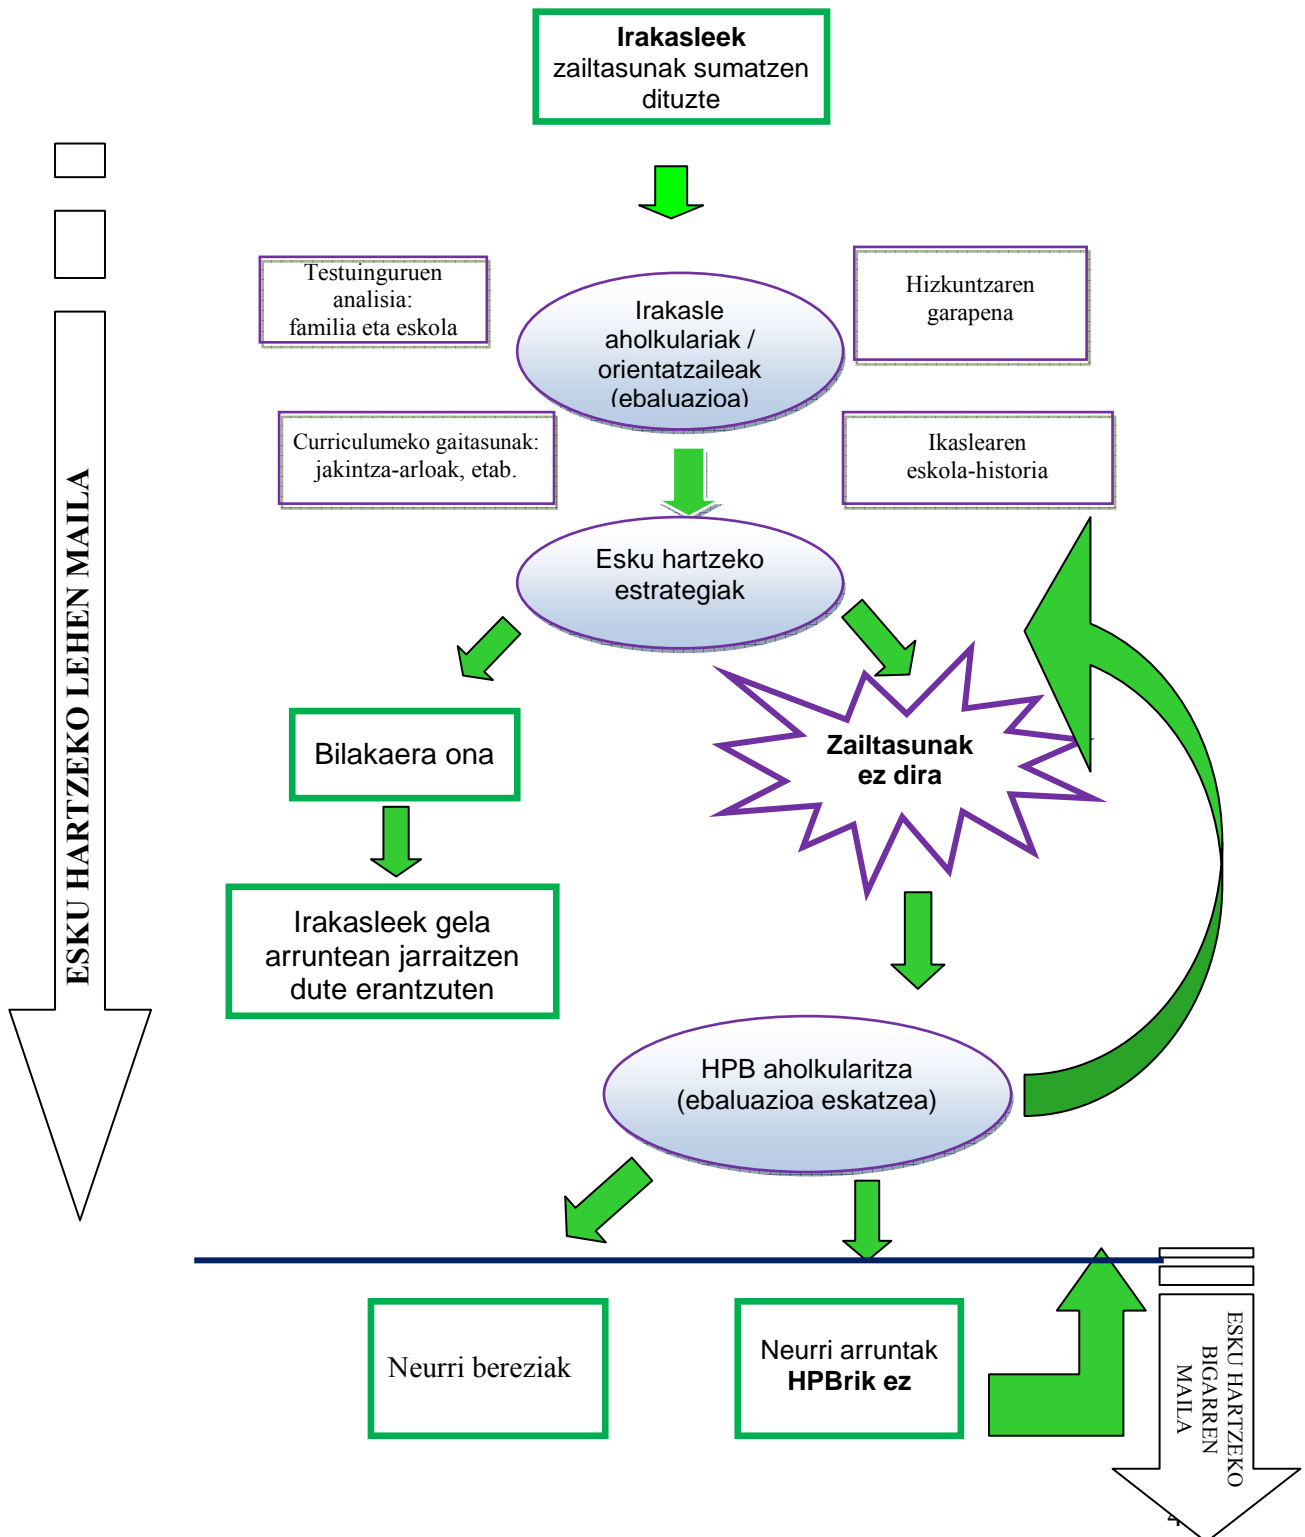 Irakasleek
zailtasunak sumatzen
dituzte
Testuinguruen
analisia:
familia eta eskola
Irakasle
aholkulariak /
orientatzaileak
(ebaluazioa)
Hizkuntzaren
garapena
Curriculumeko gaitasunak:
jakintza-arloak, etab.
Ikaslearen
eskola-historia
ESKU HARTZEKO LEHEN MAILA
Esku hartzeko
estrategiak
Bilakaera ona
Zailtasunak
ez dira
Irakasleek gela
arruntean jarraitzen
dute erantzuten
HPB aholkularitza
(ebaluazioa eskatzea)
Neurri bereziak
Neurri arruntak
HPBrik ez
ESKU HARTZEKO
BIGARREN
MAILA
4